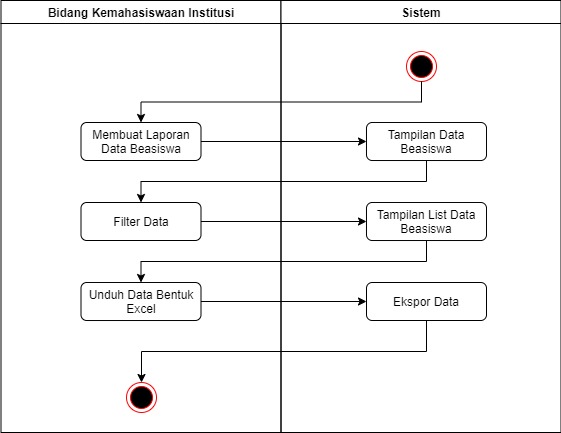 Bidang Kemahasiswaan Institusi
Sistem
Membuat Laporan
Data Beasiswa
Tampilan Data
Beasiswa
Filter Data
Tampilan List Data
Beasiswa
Unduh Data Bentuk
Excel
Ekspor Data